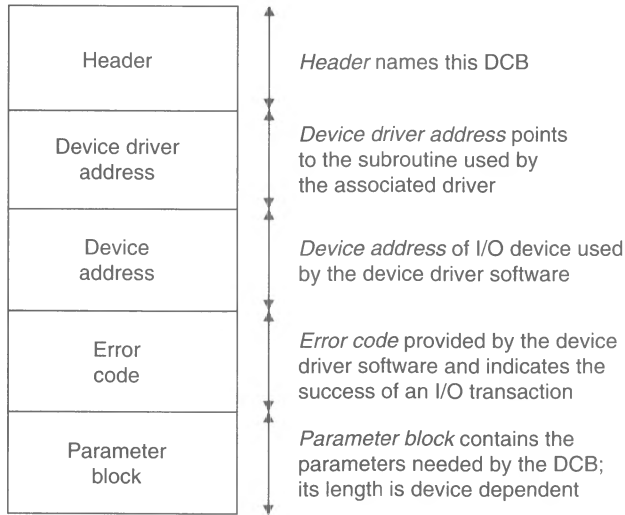 Header
Header names this DCB
Device driver
address
Device driver address points
to the subroutine used by
the associated driver
Device
address
Device address of I/O device used
by the device driver software
Error
code
Error code provided by the device
driver software and indicates the
success of an I/O transaction
Parameter
block
Parameter block contains the
parameters needed by the DCB;
its length is device dependent